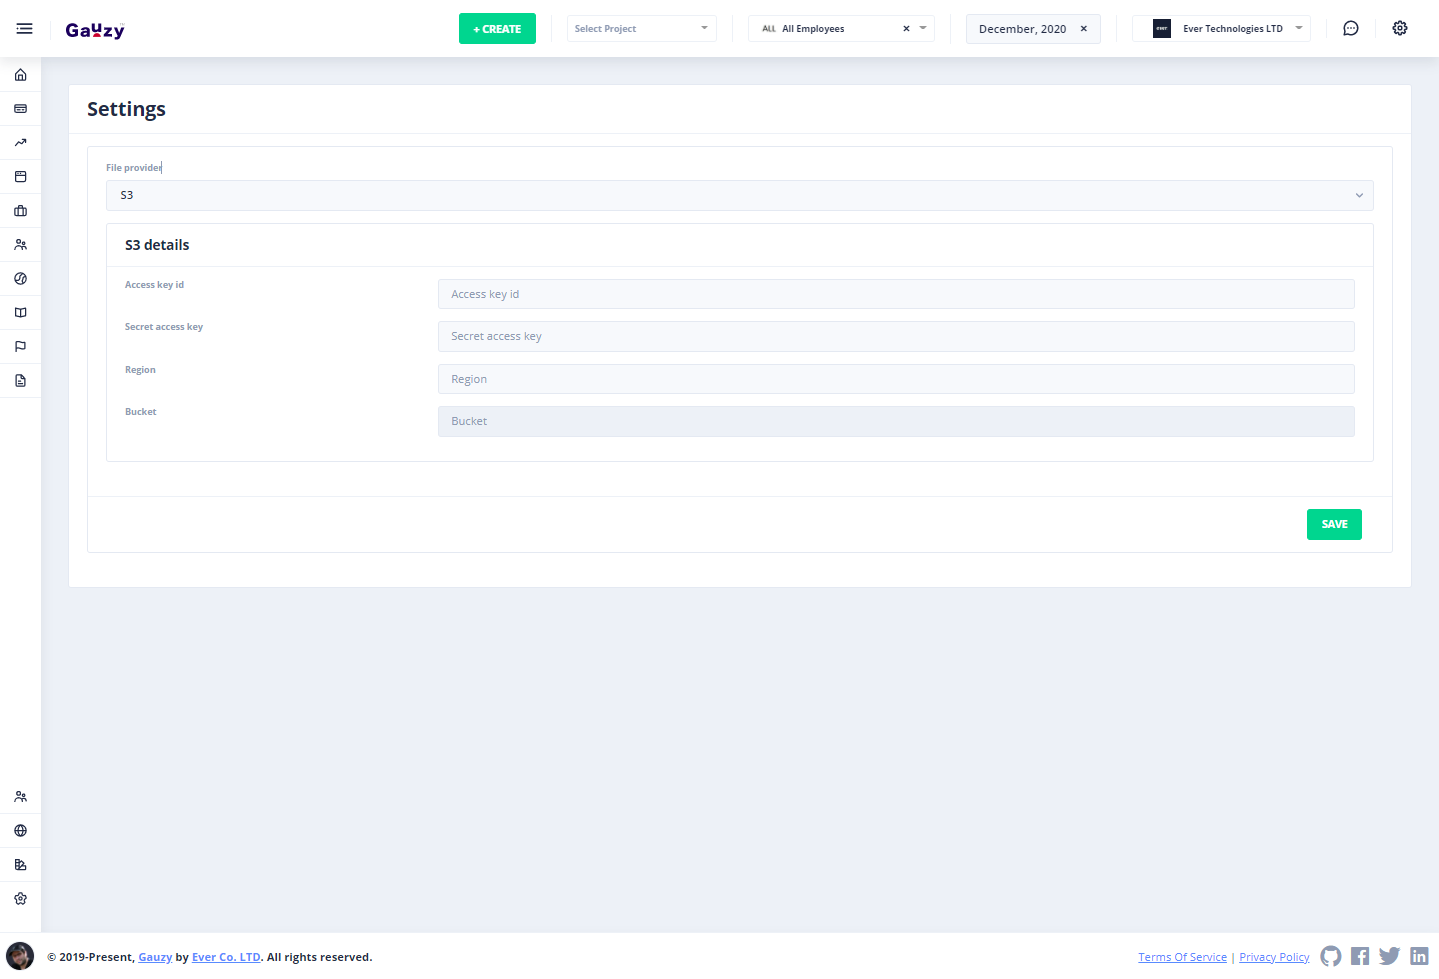 Gauzy
+ CREATE
Select Project
ALL All Employees ×
December, 2020 ×
ever Ever Technologies LTD
Settings
File provider
S3
S3 details
Access key id
Access key id
Secret access key
Secret access key
Region
Region
Bucket
Bucket
SAVE
© 2019-Present, Gauzy by Ever Co. LTD. All rights reserved.
Terms Of Service | Privacy Policy